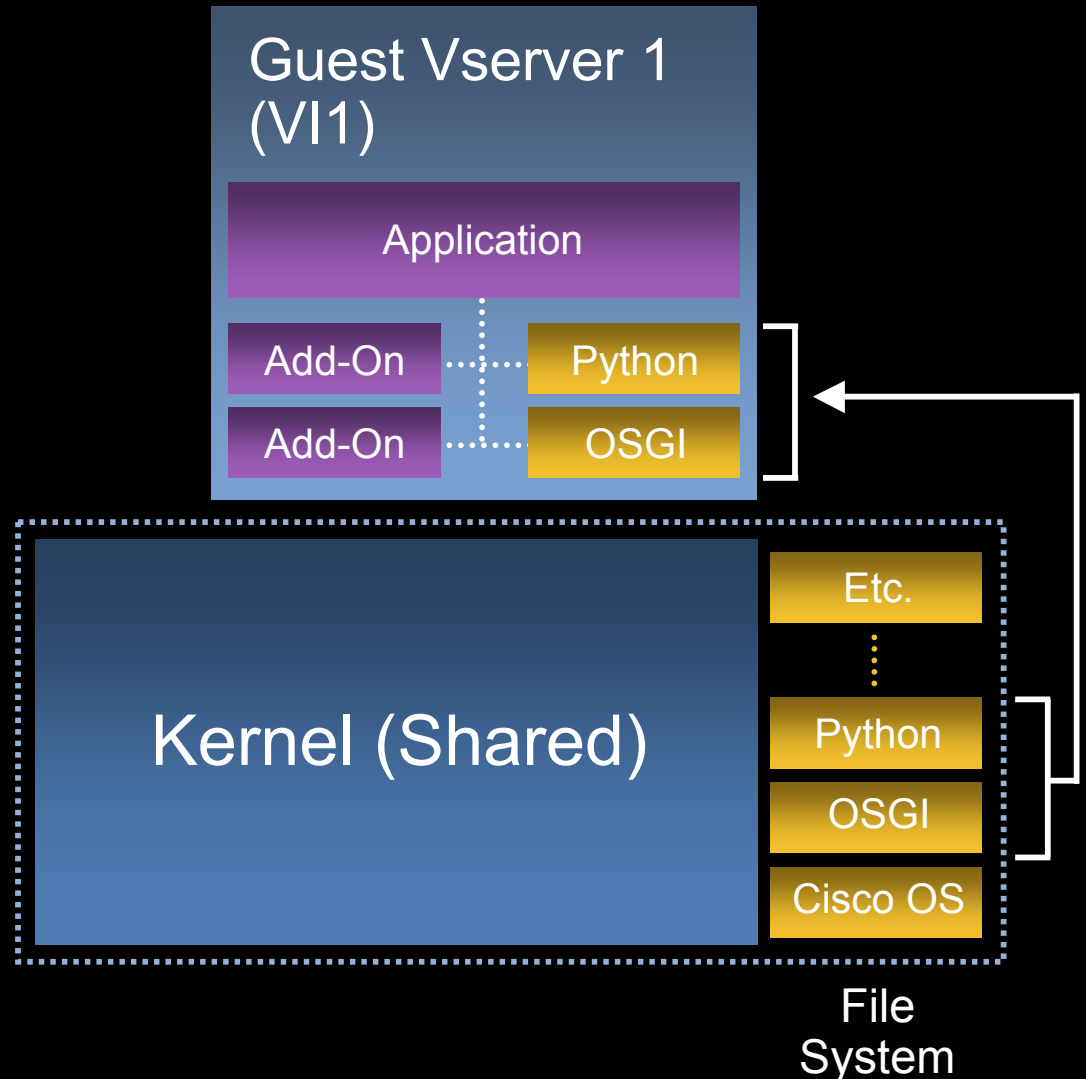 Guest Vserver 1
(VI1)
Application
Add-On
Python
Add-On
OSGI
Kernel (Shared)
Etc.
Python
OSGI
Cisco OS
File
System